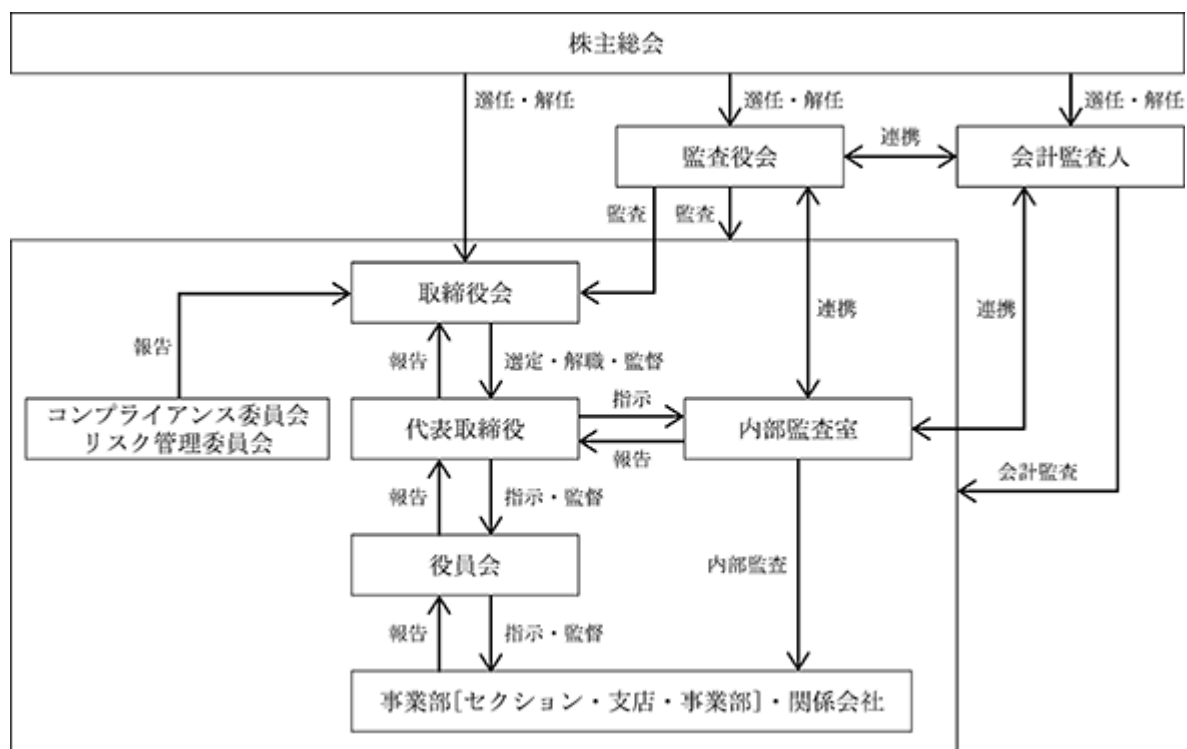 株主総会
選任・解任
選任・解任
選任・解任
監査役会
連携
会計監査人
監査
監査
取締役会
連携
連携
報告
報告
選定・解職・監督
コンプライアンス委員会
リスク管理委員会
代表取締役
指示
報告
内部監査室
会計監査
報告
指示・監督
役員会
内部監査
報告
指示・監督
事業部[セクション・支店・事業部]・関係会社